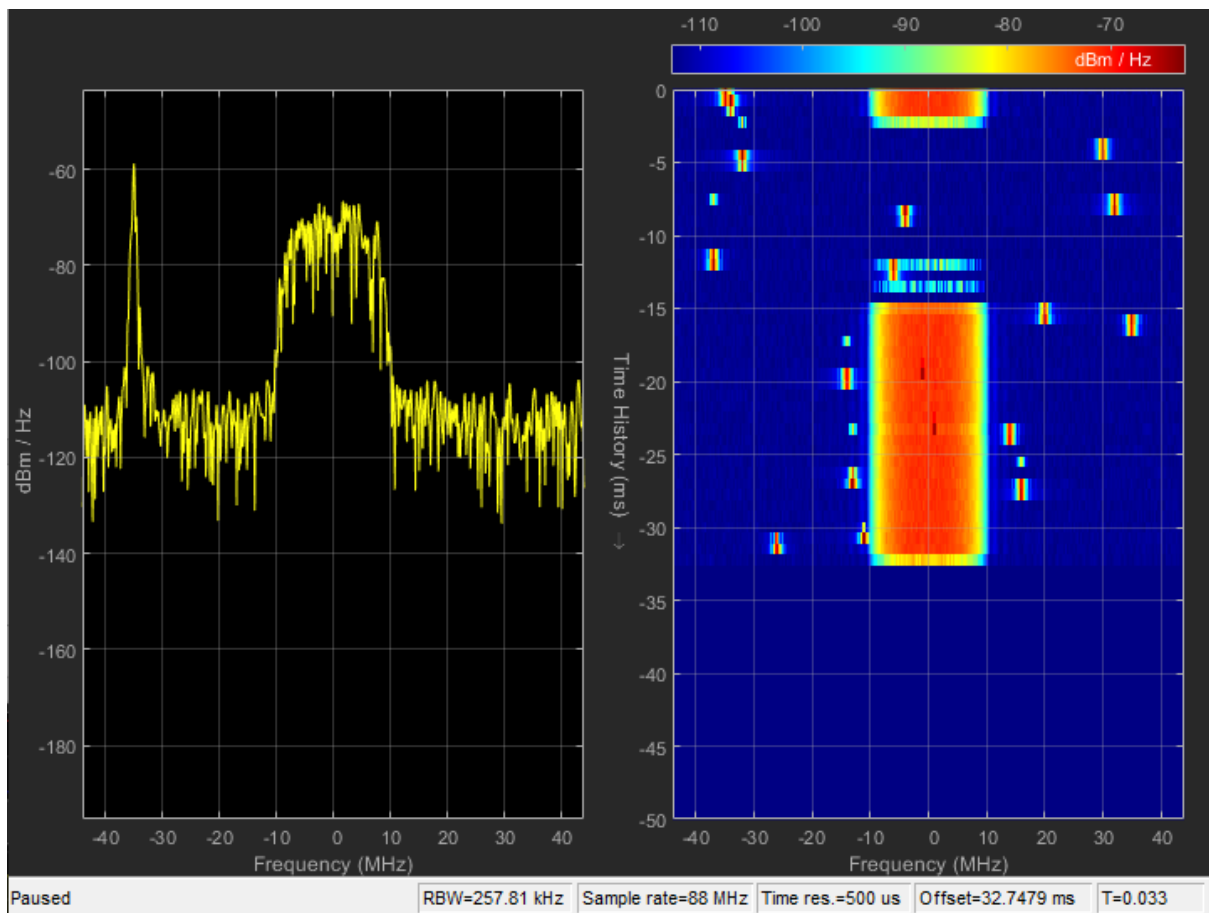 -110 -100 -90 -80 -70
dBm / Hz
-60
-80
-100
-120
-140
-160
-180
dBm / Hz
-40 -30 -20 -10 0 10 20 30 40
Frequency (MHz)
0
-5
-10
-15
-20
-25
-30
-35
-40
-45
-50
Time History (ms) →
-40 -30 -20 -10 0 10 20 30 40
Frequency (MHz)
Paused RBW=257.81 kHz Sample rate=88 MHz Time res.=500 us Offset=32.7479 ms T=0.033